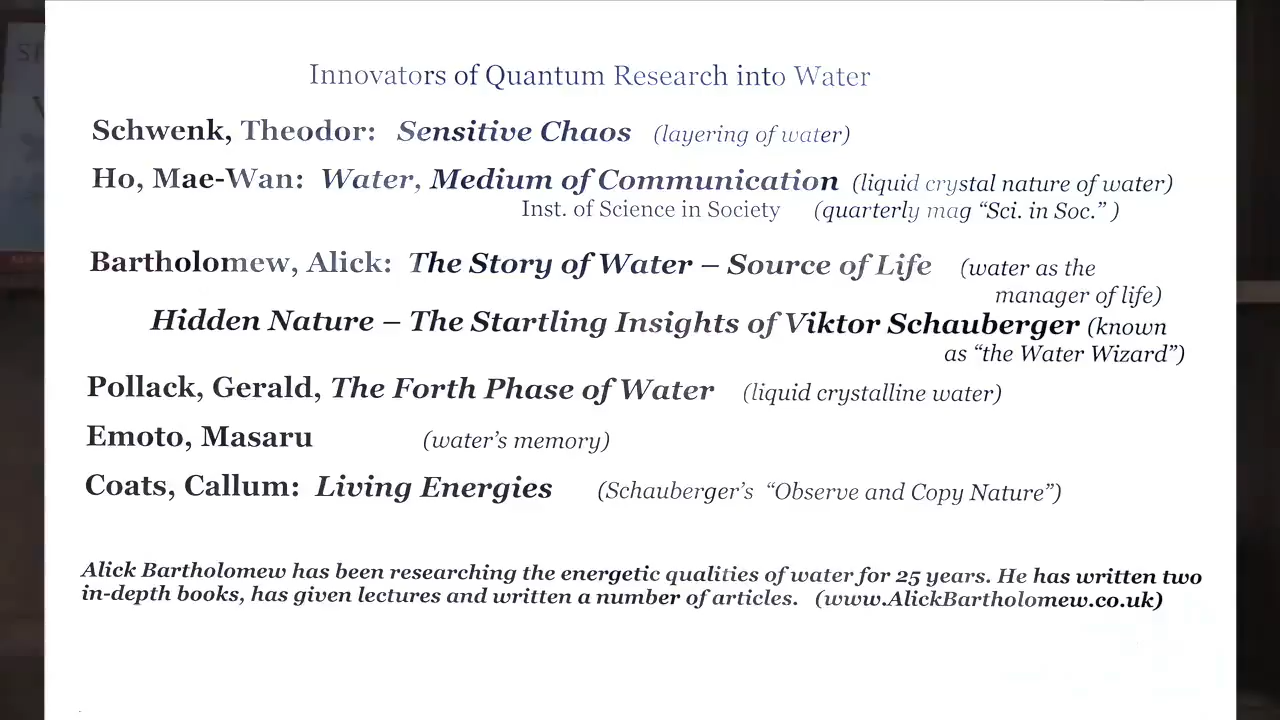 Innovators of Quantum Research into Water
Schwenk, Theodor: Sensitive Chaos (layering of water)
Ho, Mae-Wan: Water, Medium of Communication (liquid crystal nature of water)
Inst. of Science in Society (quarterly mag “Sci. in Soc.” )
Bartholomew, Alick: The Story of Water – Source of Life (water as the
manager of life)
Hidden Nature – The Startling Insights of Viktor Schauberger (known
as “the Water Wizard”)
Pollack, Gerald, The Forth Phase of Water (liquid crystalline water)
Emoto, Masaru (water’s memory)
Coats, Callum: Living Energies (Schauberger’s “Observe and Copy Nature”)
Alick Bartholomew has been researching the energetic qualities of water for 25 years. He has written two
in-depth books, has given lectures and written a number of articles. (www.AlickBartholomew.co.uk)